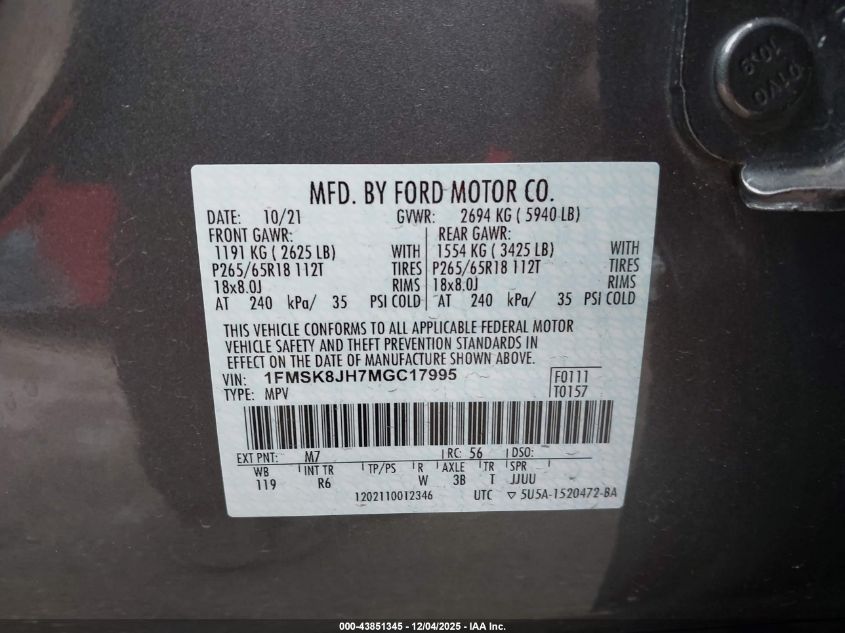 10x9
D1VO
MFD. BY FORD MOTOR CO.
DATE: 10/21 GVWR: 2694 KG ( 5940 LB)
FRONT GAWR: REAR GAWR:
1191 KG ( 2625 LB) WITH 1554 KG ( 3425 LB) WITH
P265/65R18 112T TIRES P265/65R18 112T TIRES
18x8.0J RIMS 18x8.0J RIMS
AT 240 kPa/ 35 PSI COLD AT 240 kPa/ 35 PSI COLD
THIS VEHICLE CONFORMS TO ALL APPLICABLE FEDERAL MOTOR
VEHICLE SAFETY AND THEFT PREVENTION STANDARDS IN
EFFECT ON THE DATE OF MANUFACTURE SHOWN ABOVE.
VIN: 1FMSK8JH7MGC17995 F0111
TYPE: MPV T0157
EXT PNT: M7 RC: 56 DSO:
WB INT TR TP/PS R AXLE TR SPR
119 R6 W 3B T JJUU
1202110012346 UTC ▽ 5U5A-1520472-BA
000-43851345 - 12/04/2025 - IAA Inc.